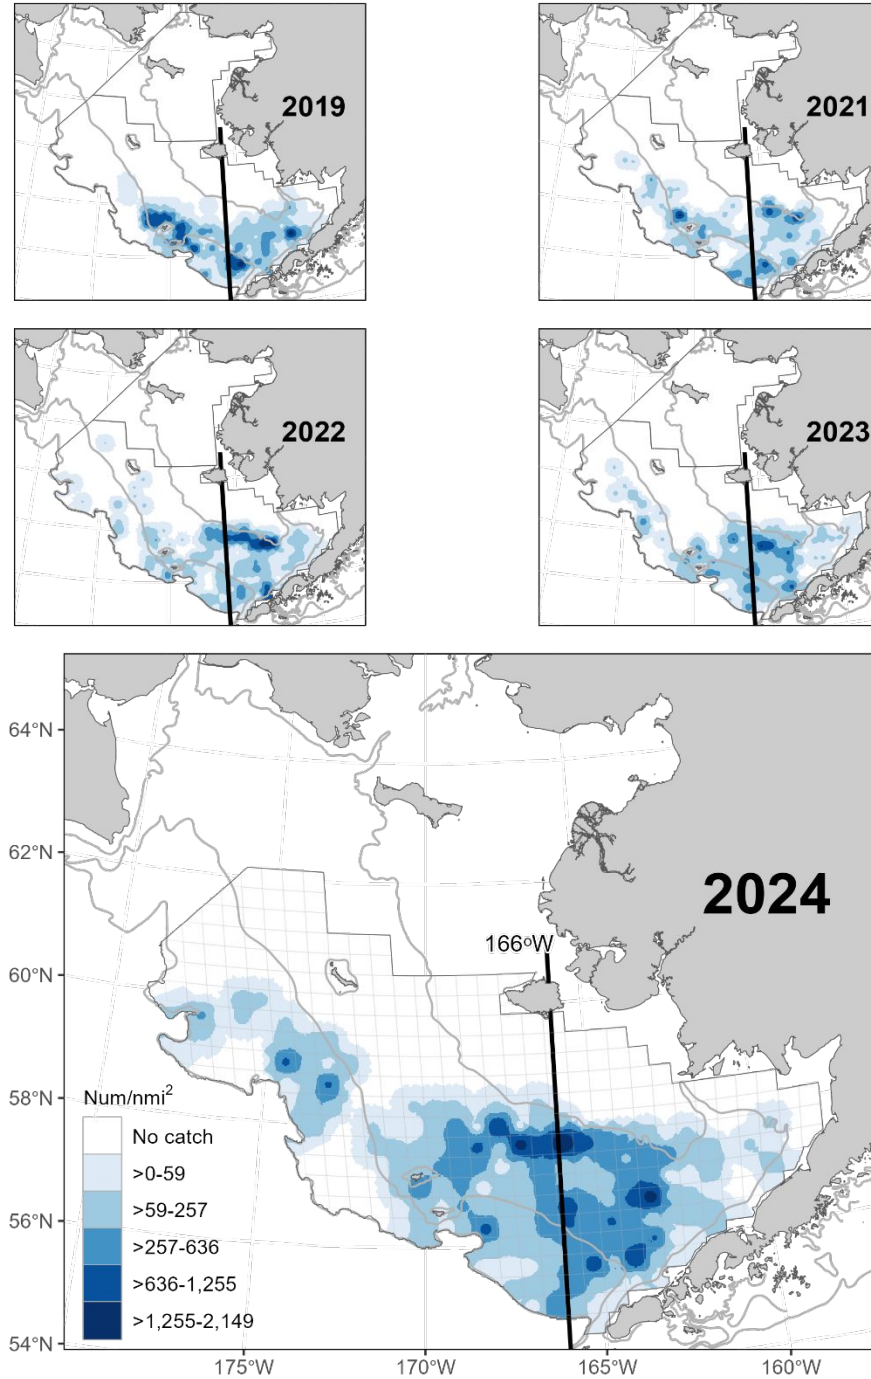 2019
2021
2022
2023
64°N
62°N
2024
166°W
60°N
58°N
Num/nmi²
No catch
>0-59
>59-257
56°N
>257-636
>636-1,255
>1,255-2,149
54°N
175°W
170°W
165°W
160°W